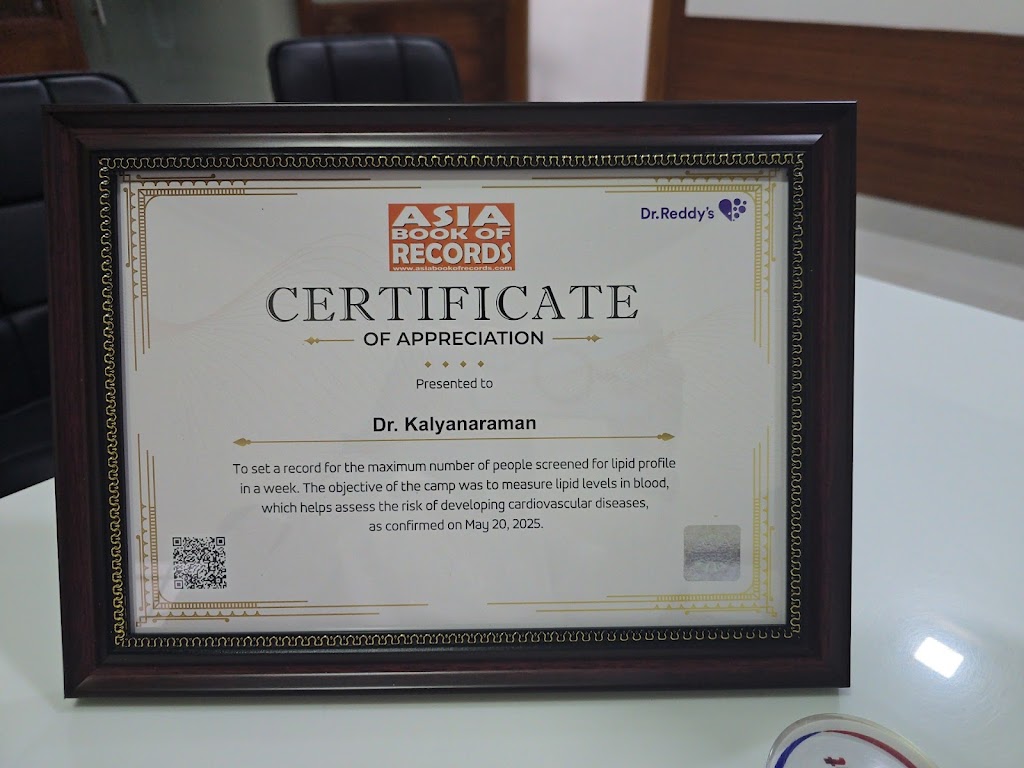 ASIA
BOOK OF
RECORDS
www.asiabookofrecords.com
Dr.Reddy's
CERTIFICATE
OF APPRECIATION
Presented to
Dr. Kalyanaraman
To set a record for the maximum number of people screened for lipid profile
in a week. The objective of the camp was to measure lipid levels in blood,
which helps assess the risk of developing cardiovascular diseases,
as confirmed on May 20, 2025.